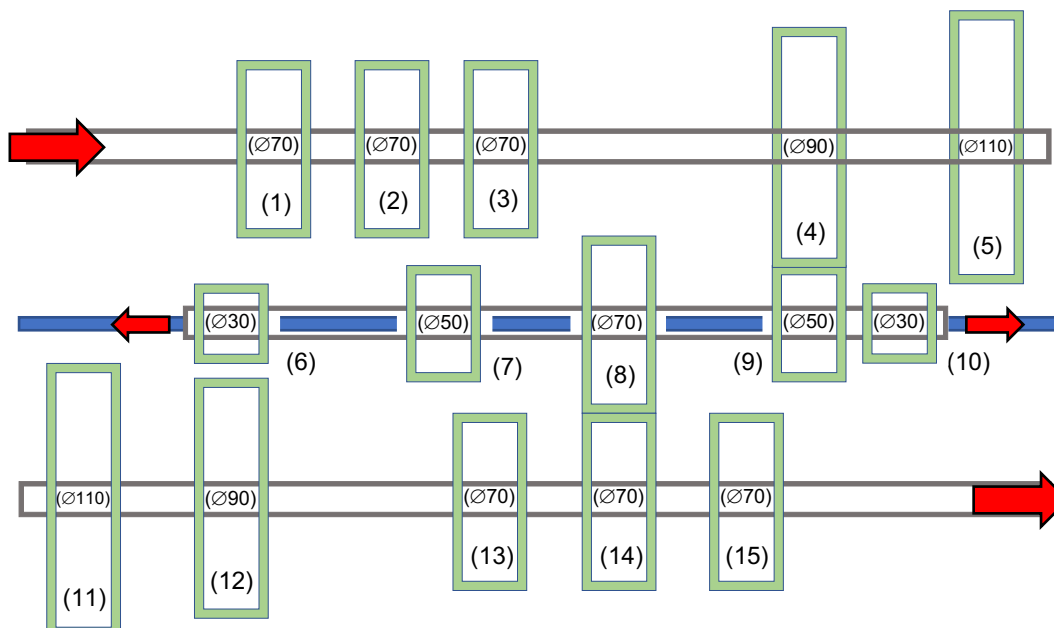 (∅70) (∅70) (∅70) (∅90) (∅110)
(1) (2) (3) (4) (5)
(∅30) (∅50) (∅70) (∅50) (∅30)
(6) (7) (8) (9) (10)
(∅110) (∅90) (∅70) (∅70) (∅70)
(11) (12) (13) (14) (15)